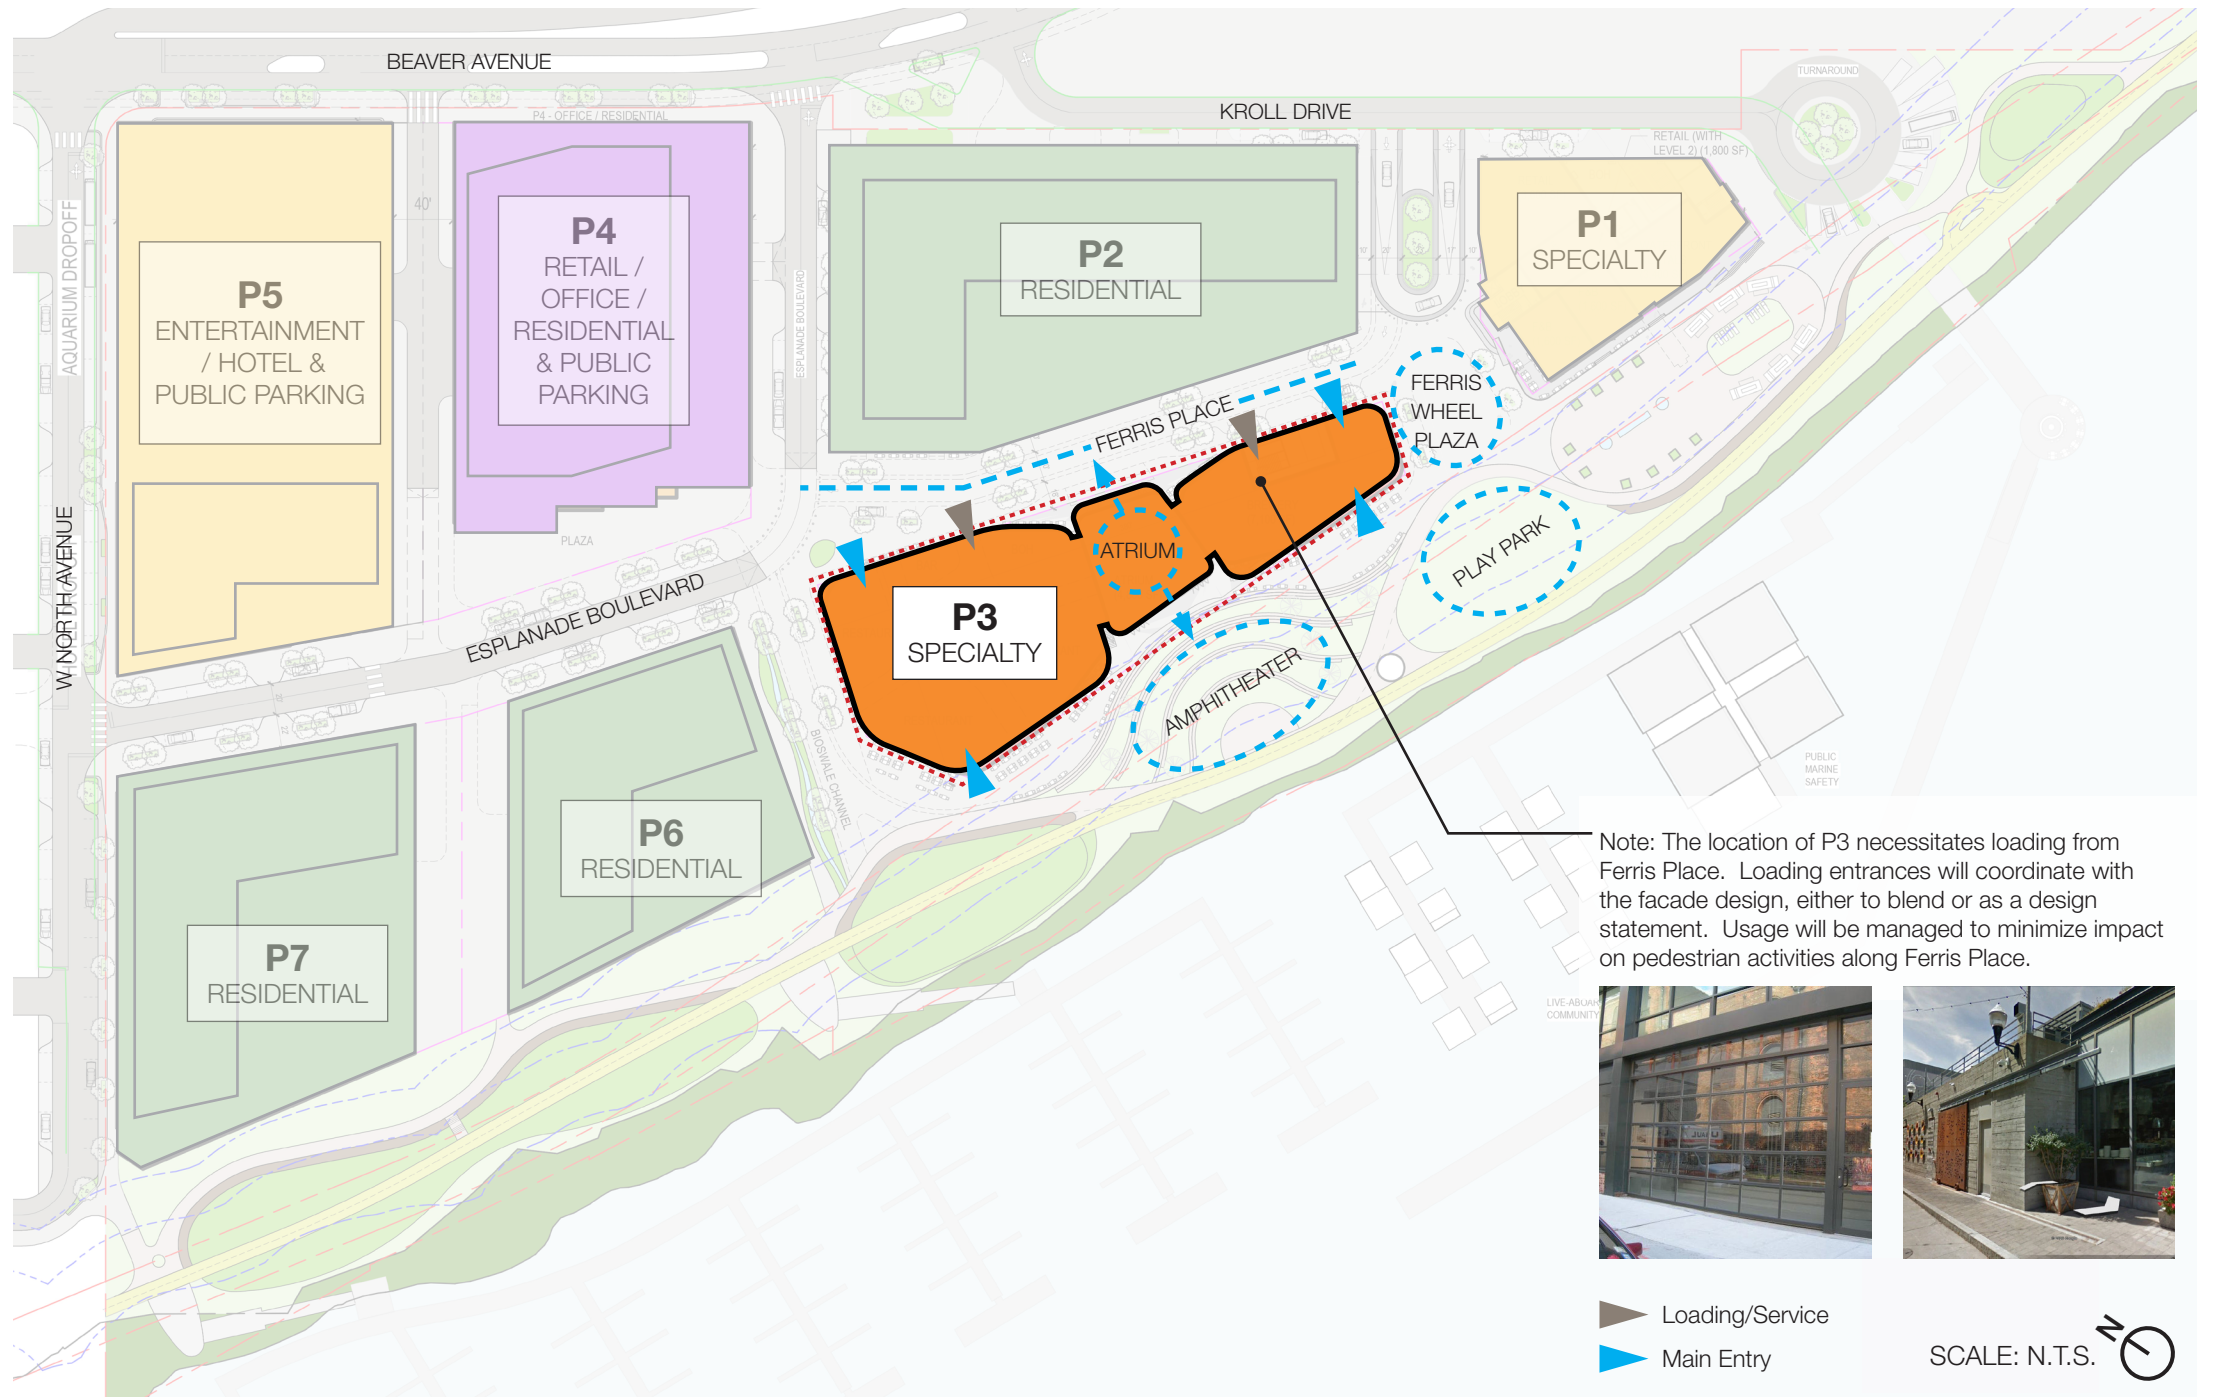 BEAVER AVENUE
KROLL DRIVE
TURNAROUND
P4 - OFFICE / RESIDENTIAL
RETAIL (WITH
LEVEL 2) (1,800 SF)
40'
AQUARIUM DROPOFF
P5
ENTERTAINMENT
/ HOTEL &
PUBLIC PARKING
P4
RETAIL /
OFFICE /
RESIDENTIAL
& PUBLIC
PARKING
P2
RESIDENTIAL
P1
SPECIALTY
ESPLANADE BOULEVARD
FERRIS PLACE
FERRIS
WHEEL
PLAZA
ATRIUM
PLAY PARK
P3
SPECIALTY
AMPHITHEATER
PLAZA
W NORTH AVENUE
ESPLANADE BOULEVARD
BIOSWALE CHANNEL
P6
RESIDENTIAL
P7
RESIDENTIAL
PUBLIC
MARINE
SAFETY
LIVE-ABOAR
COMMUNITY
Note: The location of P3 necessitates loading from
Ferris Place. Loading entrances will coordinate with
the facade design, either to blend or as a design
statement. Usage will be managed to minimize impact
on pedestrian activities along Ferris Place.
Loading/Service
Main Entry
SCALE: N.T.S.
N